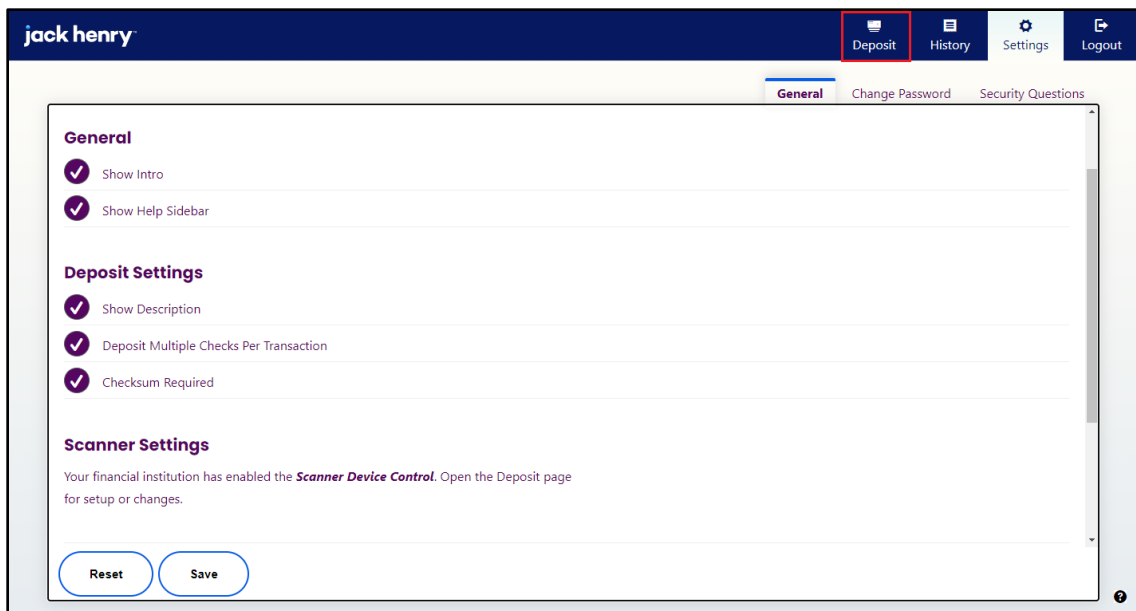 jack henry™
Deposit
History
Settings
Logout
General
Change Password
Security Questions
General
Show Intro
Show Help Sidebar
Deposit Settings
Show Description
Deposit Multiple Checks Per Transaction
Checksum Required
Scanner Settings
Your financial institution has enabled the Scanner Device Control. Open the Deposit page
for setup or changes.
Reset
Save
?